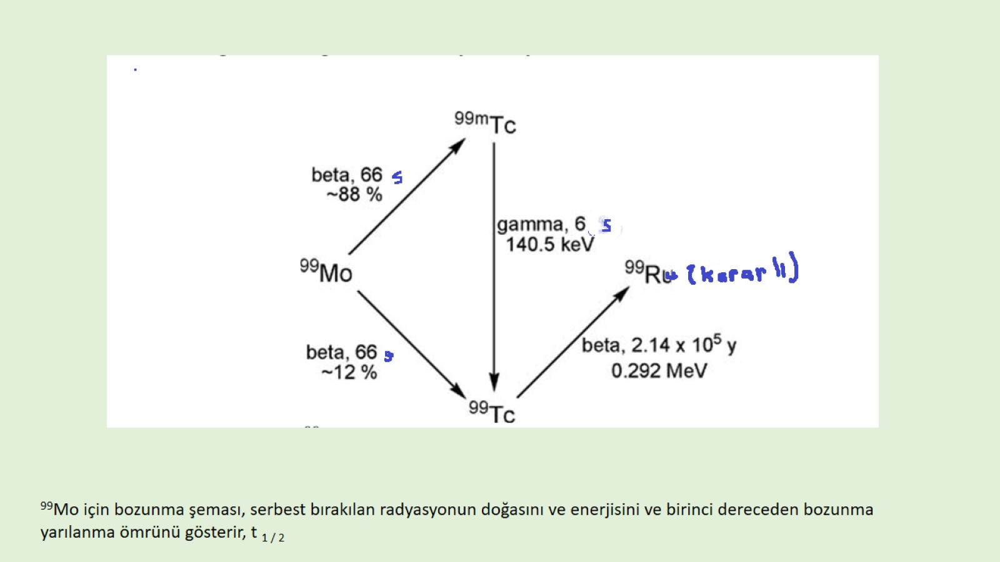 99mTc
beta, 66 s
~88 %
gamma, 6 s
140.5 keV
99Mo
99Ru (kararlı)
beta, 66 s
~12 %
beta, 2.14 x 10⁵ y
0.292 MeV
99Tc
99Mo için bozunma şeması, serbest bırakılan radyasyonun doğasını ve enerjisini ve birinci dereceden bozunma
yarılanma ömrünü gösterir, t 1 / 2